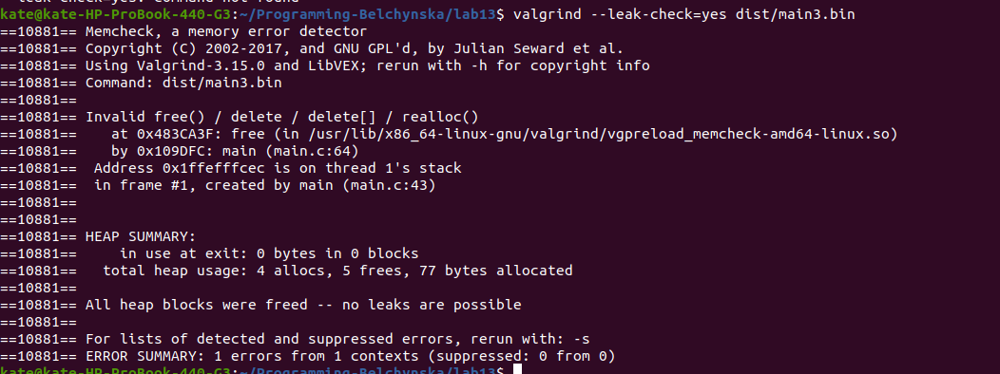 leak-check=yes: command not found
kate@kate-HP-ProBook-440-G3:~/Programming-Belchynska/lab13$ valgrind --leak-check=yes dist/main3.bin
==10881== Memcheck, a memory error detector
==10881== Copyright (C) 2002-2017, and GNU GPL'd, by Julian Seward et al.
==10881== Using Valgrind-3.15.0 and LibVEX; rerun with -h for copyright info
==10881== Command: dist/main3.bin
==10881==
==10881== Invalid free() / delete / delete[] / realloc()
==10881==    at 0x483CA3F: free (in /usr/lib/x86_64-linux-gnu/valgrind/vgpreload_memcheck-amd64-linux.so)
==10881==    by 0x109DFC: main (main.c:64)
==10881==  Address 0x1ffefffcec is on thread 1's stack
==10881==  in frame #1, created by main (main.c:43)
==10881==
==10881==
==10881== HEAP SUMMARY:
==10881==     in use at exit: 0 bytes in 0 blocks
==10881==   total heap usage: 4 allocs, 5 frees, 77 bytes allocated
==10881==
==10881== All heap blocks were freed -- no leaks are possible
==10881==
==10881== For lists of detected and suppressed errors, rerun with: -s
==10881== ERROR SUMMARY: 1 errors from 1 contexts (suppressed: 0 from 0)
kate@kate-HP-ProBook-440-G3:~/Programming-Belchynska/lab13$